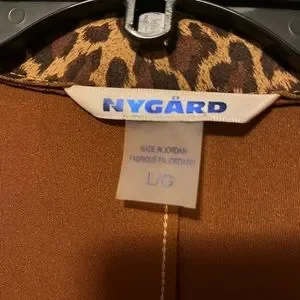 NYGÅRD
MADE IN JORDAN
FABRIQUÉ EN JORDANIE
L/G